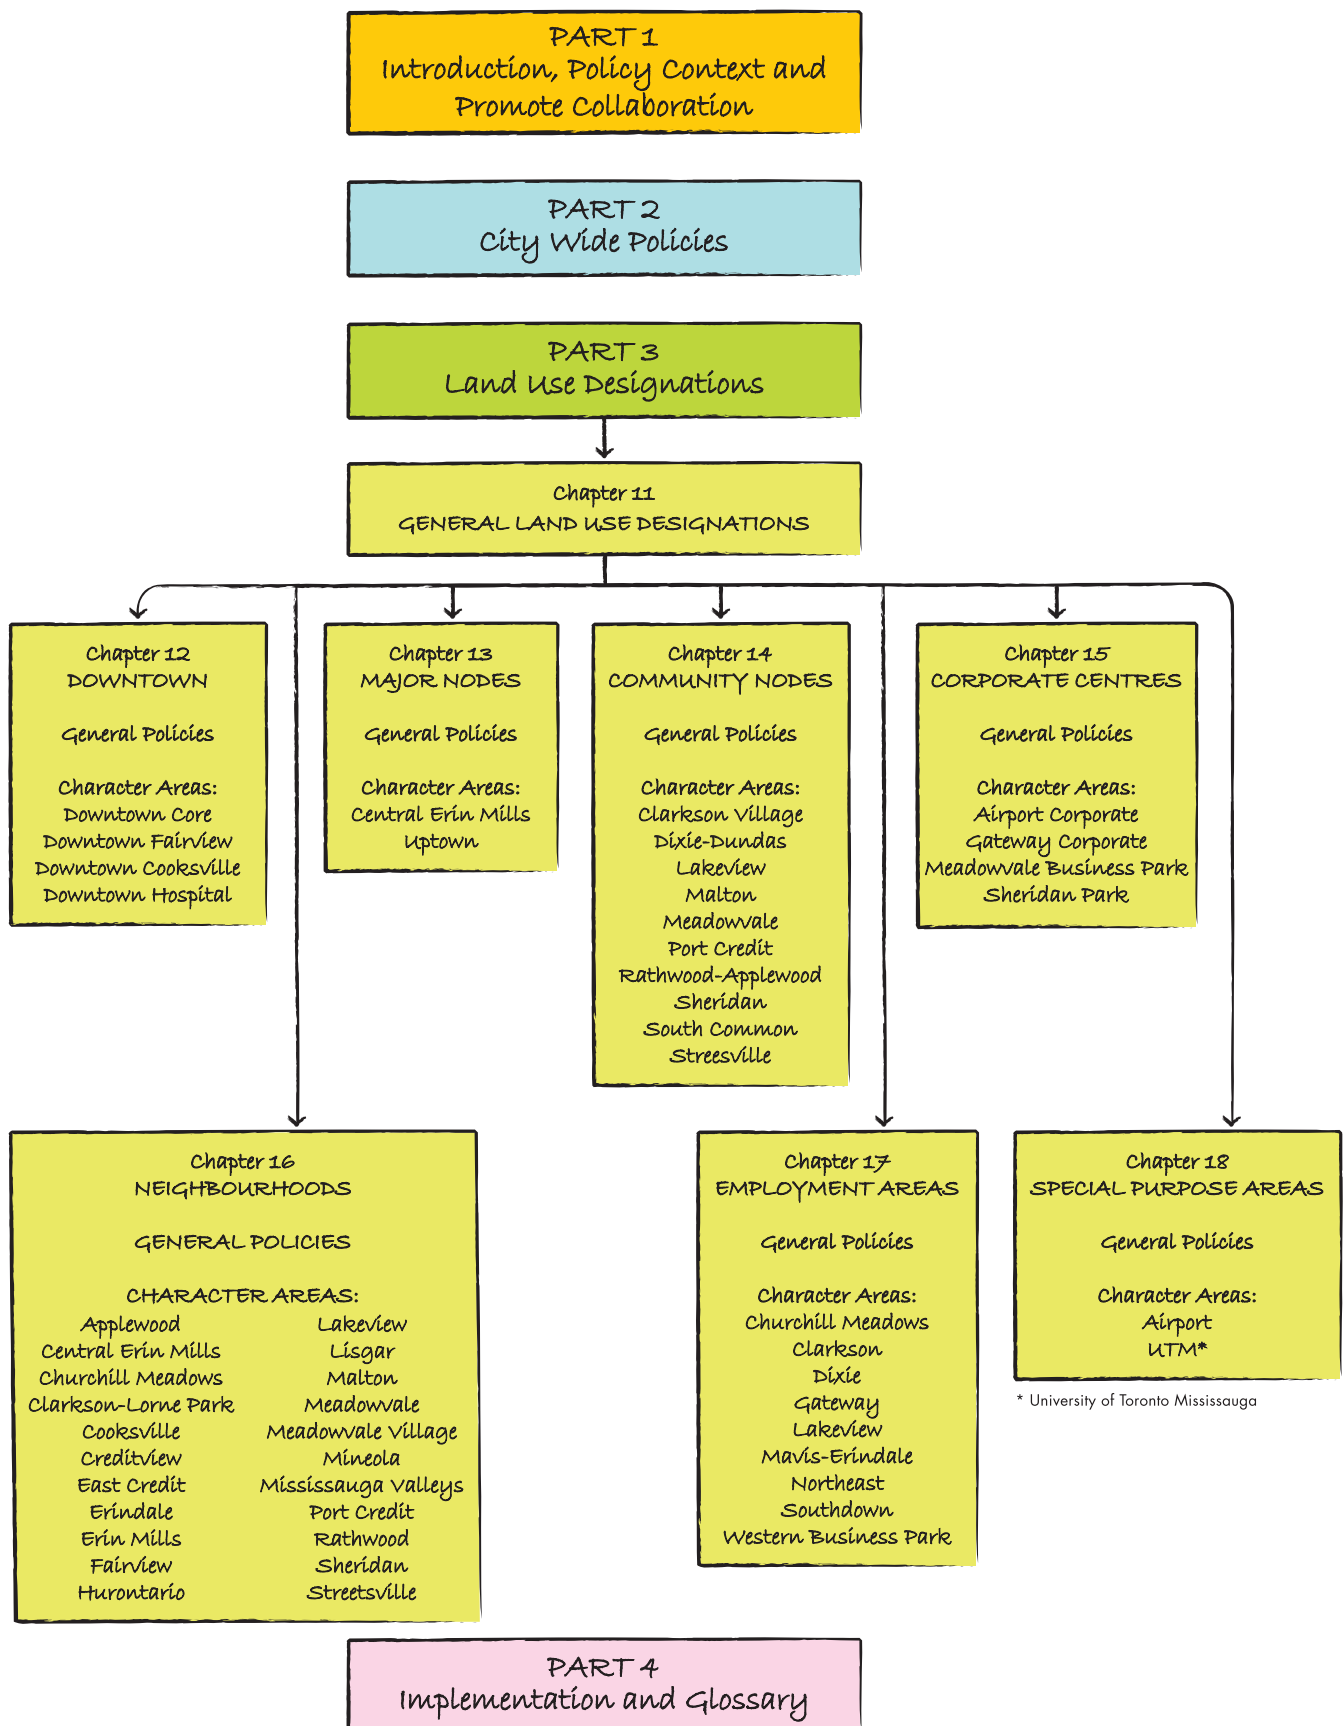 PART 1
Introduction, Policy Context and
Promote Collaboration
PART 2
City Wide Policies
PART 3
Land Use Designations
Chapter 11
GENERAL LAND USE DESIGNATIONS
Chapter 12
DOWNTOWN
General Policies
Character Areas:
Downtown Core
Downtown Fairview
Downtown Cooksville
Downtown Hospital
Chapter 13
MAJOR NODES
General Policies
Character Areas:
Central Erin Mills
Uptown
Chapter 14
COMMUNITY NODES
General Policies
Character Areas:
Clarkson Village
Dixie-Dundas
Lakeview
Malton
Meadowvale
Port Credit
Rathwood-Applewood
Sheridan
South Common
Streesville
Chapter 15
CORPORATE CENTRES
General Policies
Character Areas:
Airport Corporate
Gateway Corporate
Meadowvale Business Park
Sheridan Park
Chapter 16
NEIGHBOURHOODS
GENERAL POLICIES
CHARACTER AREAS:
Applewood
Central Erin Mills
Churchill Meadows
Clarkson-Lorne Park
Cooksville
Creditview
East Credit
Erindale
Erin Mills
Fairview
Hurontario
Lakeview
Lisgar
Malton
Meadowvale
Meadowvale Village
Mineola
Mississauga Valleys
Port Credit
Rathwood
Sheridan
Streetsville
Chapter 17
EMPLOYMENT AREAS
General Policies
Character Areas:
Churchill Meadows
Clarkson
Dixie
Gateway
Lakeview
Mavis-Erindale
Northeast
Southdown
Western Business Park
Chapter 18
SPECIAL PURPOSE AREAS
General Policies
Character Areas:
Airport
UTM*
* University of Toronto Mississauga
PART 4
Implementation and Glossary